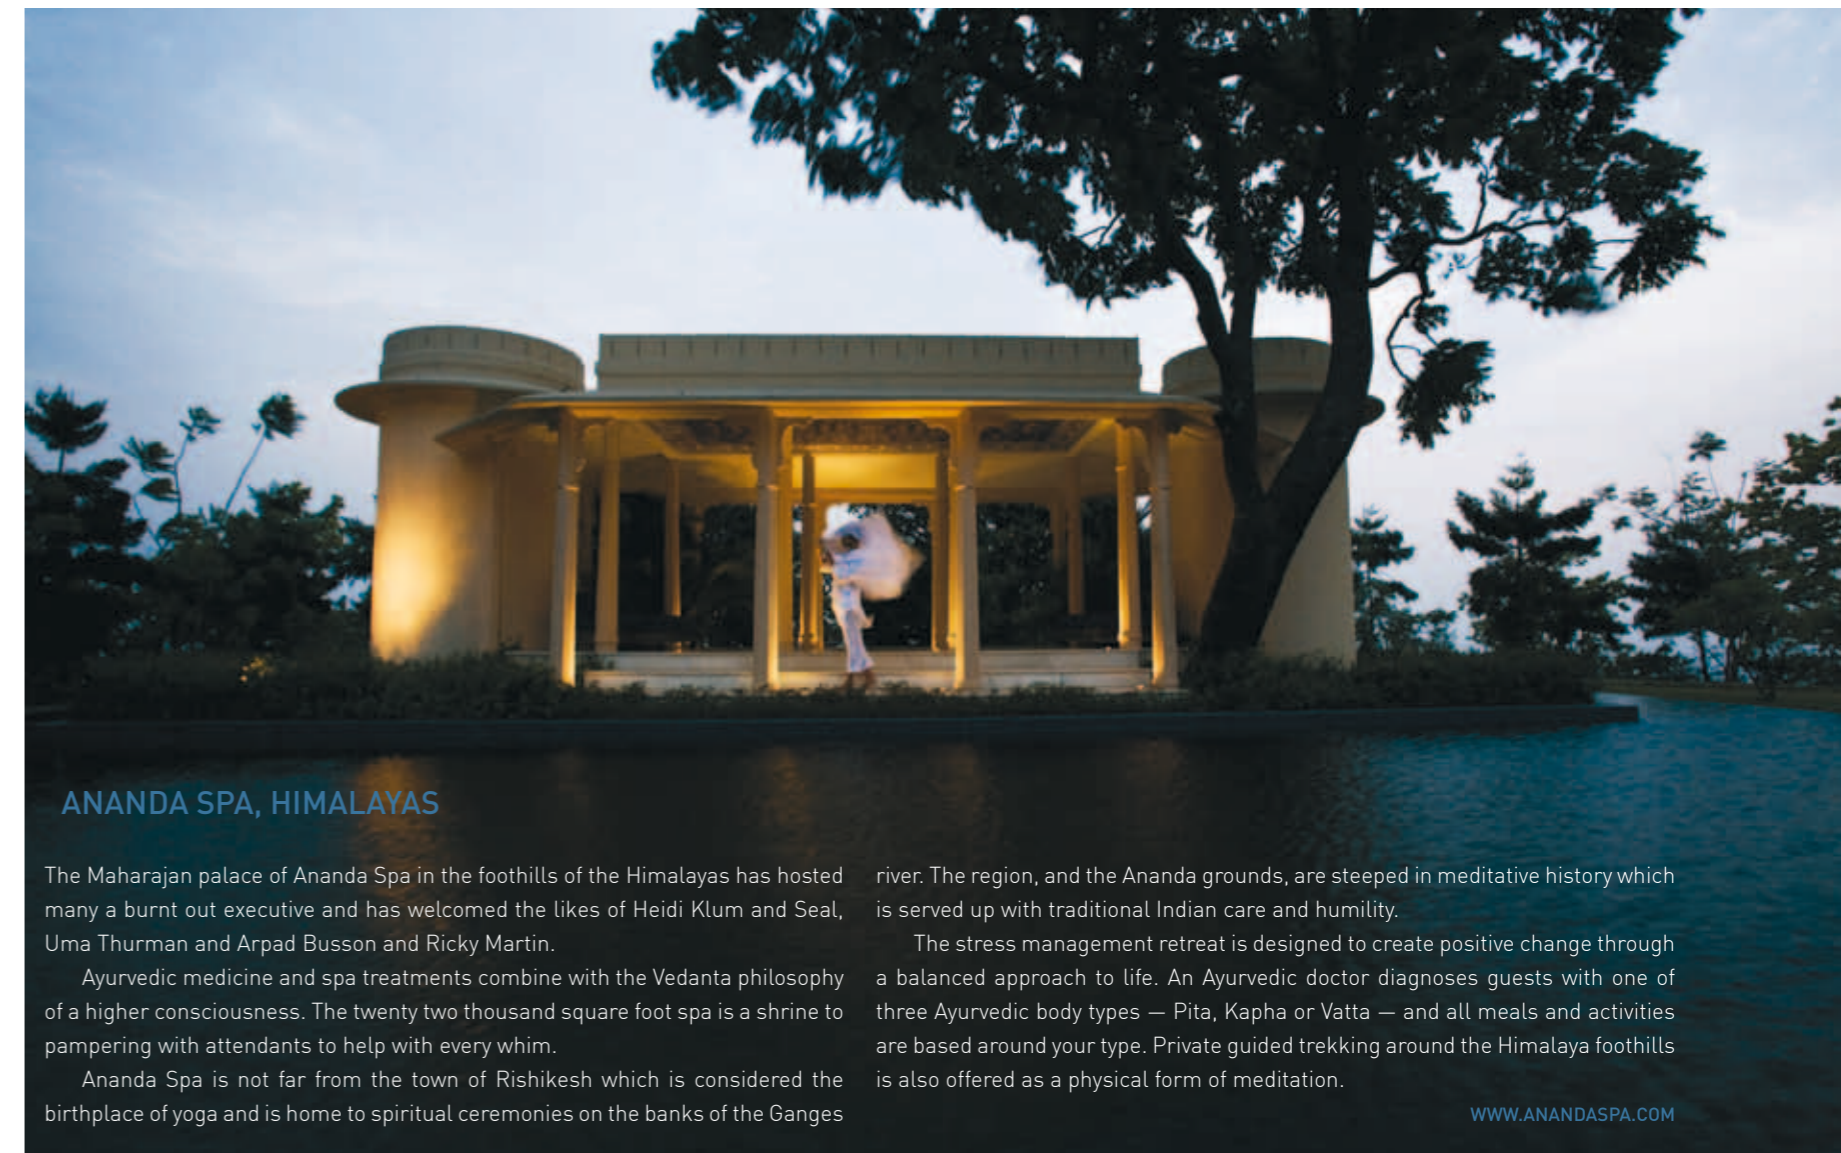 ANANDA SPA, HIMALAYAS
The Maharajan palace of Ananda Spa in the foothills of the Himalayas has hosted
many a burnt out executive and has welcomed the likes of Heidi Klum and Seal,
Uma Thurman and Arpad Busson and Ricky Martin.
Ayurvedic medicine and spa treatments combine with the Vedanta philosophy
of a higher consciousness. The twenty two thousand square foot spa is a shrine to
pampering with attendants to help with every whim.
Ananda Spa is not far from the town of Rishikesh which is considered the
birthplace of yoga and is home to spiritual ceremonies on the banks of the Ganges
river. The region, and the Ananda grounds, are steeped in meditative history which
is served up with traditional Indian care and humility.
The stress management retreat is designed to create positive change through
a balanced approach to life. An Ayurvedic doctor diagnoses guests with one of
three Ayurvedic body types — Pita, Kapha or Vatta — and all meals and activities
are based around your type. Private guided trekking around the Himalaya foothills
is also offered as a physical form of meditation.
WWW.ANANDASPA.COM